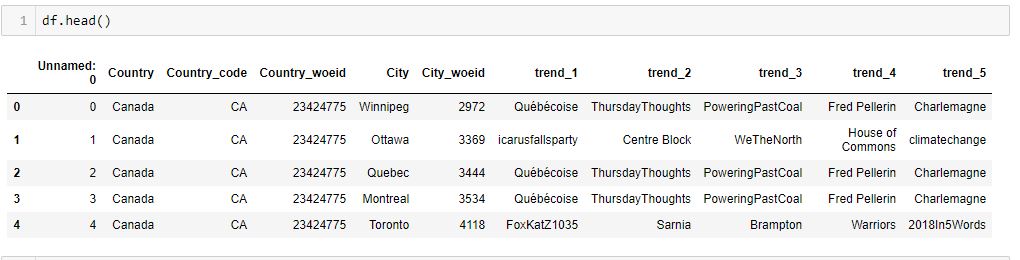 1 df.head()
Unnamed: 0 Country Country_code Country_woeid City City_woeid trend_1 trend_2 trend_3 trend_4 trend_5
0 0 Canada CA 23424775 Winnipeg 2972 Québécoise ThursdayThoughts PoweringPastCoal Fred Pellerin Charlemagne
1 1 Canada CA 23424775 Ottawa 3369 icarusfallsparty Centre Block WeTheNorth House of Commons climatechange
2 2 Canada CA 23424775 Quebec 3444 Québécoise ThursdayThoughts PoweringPastCoal Fred Pellerin Charlemagne
3 3 Canada CA 23424775 Montreal 3534 Québécoise ThursdayThoughts PoweringPastCoal Fred Pellerin Charlemagne
4 4 Canada CA 23424775 Toronto 4118 FoxKatZ1035 Sarnia Brampton Warriors 2018In5Words